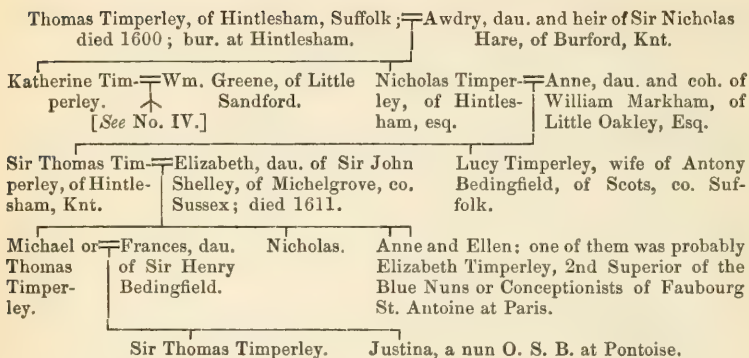 Thomas Timperley, of Hintlesham, Suffolk; Awdry, dau. and heir of Sir Nicholas
died 1600; bur. at Hintlesham. Hare, of Burford, Knt.
Katherine Tim- Wm. Greene, of Little Nicholas Timper- Anne, dau. and coh. of
perley. Sandford. ley, of Hintles- William Markham, of
[See No. IV.] ham, esq. Little Oakley, Esq.
Sir Thomas Tim- Elizabeth, dau. of Sir John Lucy Timperley, wife of Antony
perley, of Hintle- Shelley, of Michelgrove, co. Bedingfield, of Scots, co. Suf-
sham, Knt. Sussex; died 1611. folk.
Michael or Frances, dau. Nicholas. Anne and Ellen: one of them was probably
Thomas of Sir Henry Elizabeth Timperley, 2nd Superior of the
Timper- Bedingfield. Blue Nuns or Conceptionists of Faubourg
ley. St. Antoine at Paris.
Sir Thomas Timperley. Justina, a nun O. S. B. at Pontoise.